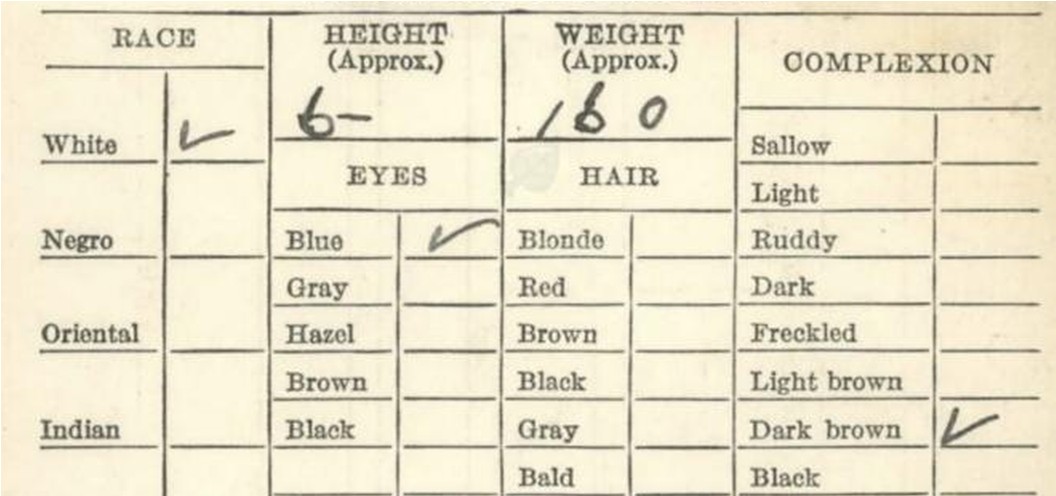 RACE HEIGHT WEIGHT COMPLEXION
(Approx.) (Approx.)
6- 160
White ✓ Sallow
EYES HAIR
Light
Negro Blue ✓ Blonde Ruddy
Gray Red Dark
Oriental Hazel Brown Freckled
Brown Black Light brown
Indian Black Gray Dark brown ✓
Bald Black